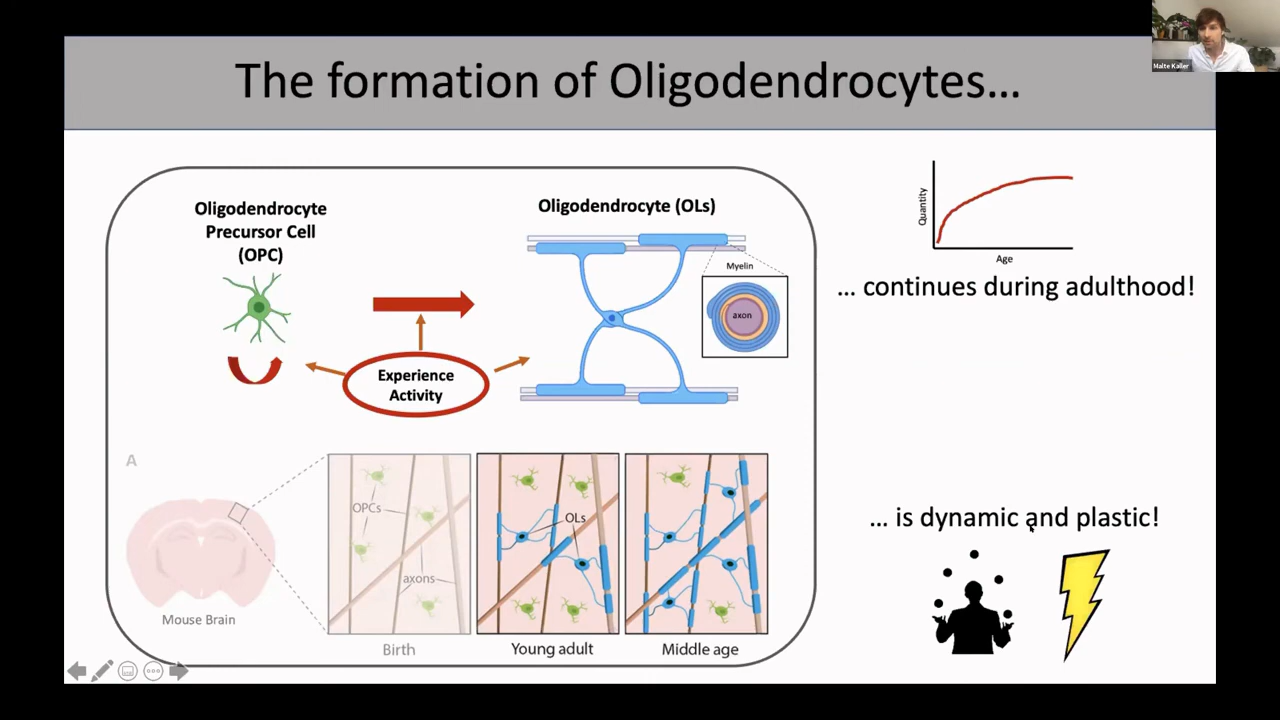 Malte Kaller
The formation of Oligodendrocytes...
Oligodendrocyte
Precursor Cell
(OPC)
Oligodendrocyte (OLs)
Myelin
axon
Experience
Activity
Quantity
Age
... continues during adulthood!
A
OPCs
axons
OLs
Mouse Brain
Birth
Young adult
Middle age
... is dynamic and plastic!